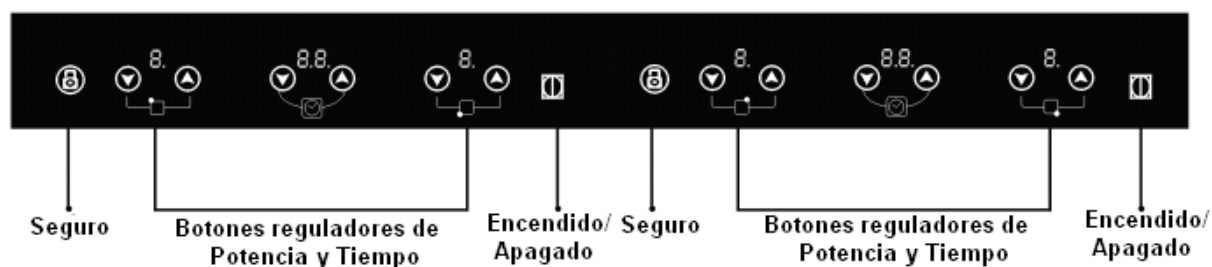 8. 8.8. 8. 8. 8.8. 8.
Seguro
Botones reguladores de
Potencia y Tiempo
Encendido/
Apagado
Seguro
Botones reguladores de
Potencia y Tiempo
Encendido/
Apagado